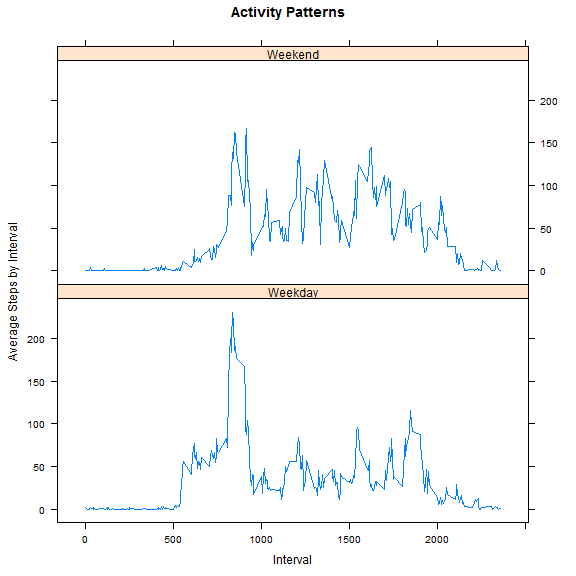 Activity Patterns
Weekend
200
150
100
50
0
Average Steps by Interval
Weekday
200
150
100
50
0
0 500 1000 1500 2000
Interval